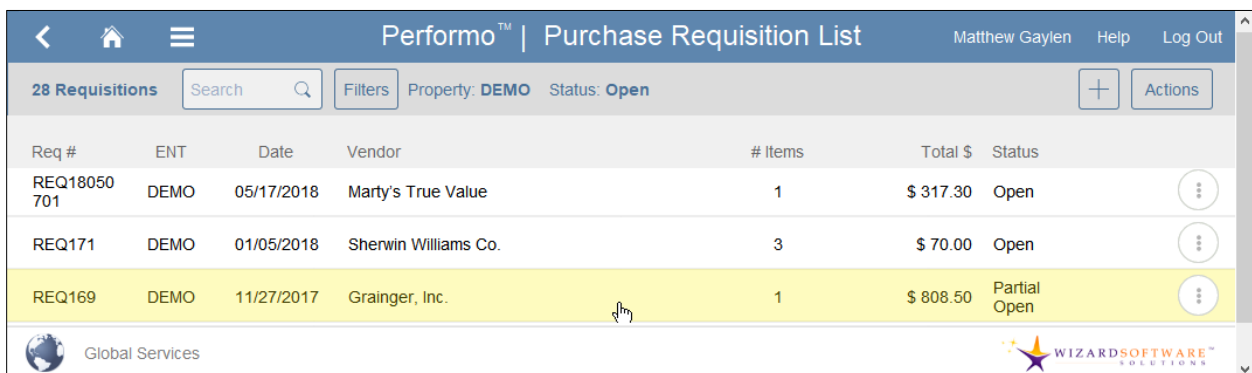 Performo™ | Purchase Requisition List Matthew Gaylen Help Log Out
28 Requisitions Search Filters Property: DEMO Status: Open + Actions
Req # ENT Date Vendor # Items Total $ Status
REQ18050
701 DEMO 05/17/2018 Marty's True Value 1 $ 317.30 Open
REQ171 DEMO 01/05/2018 Sherwin Williams Co. 3 $ 70.00 Open
REQ169 DEMO 11/27/2017 Grainger, Inc. 1 $ 808.50 Partial
Open
Global Services WIZARDSOFTWARE™
SOLUTIONS